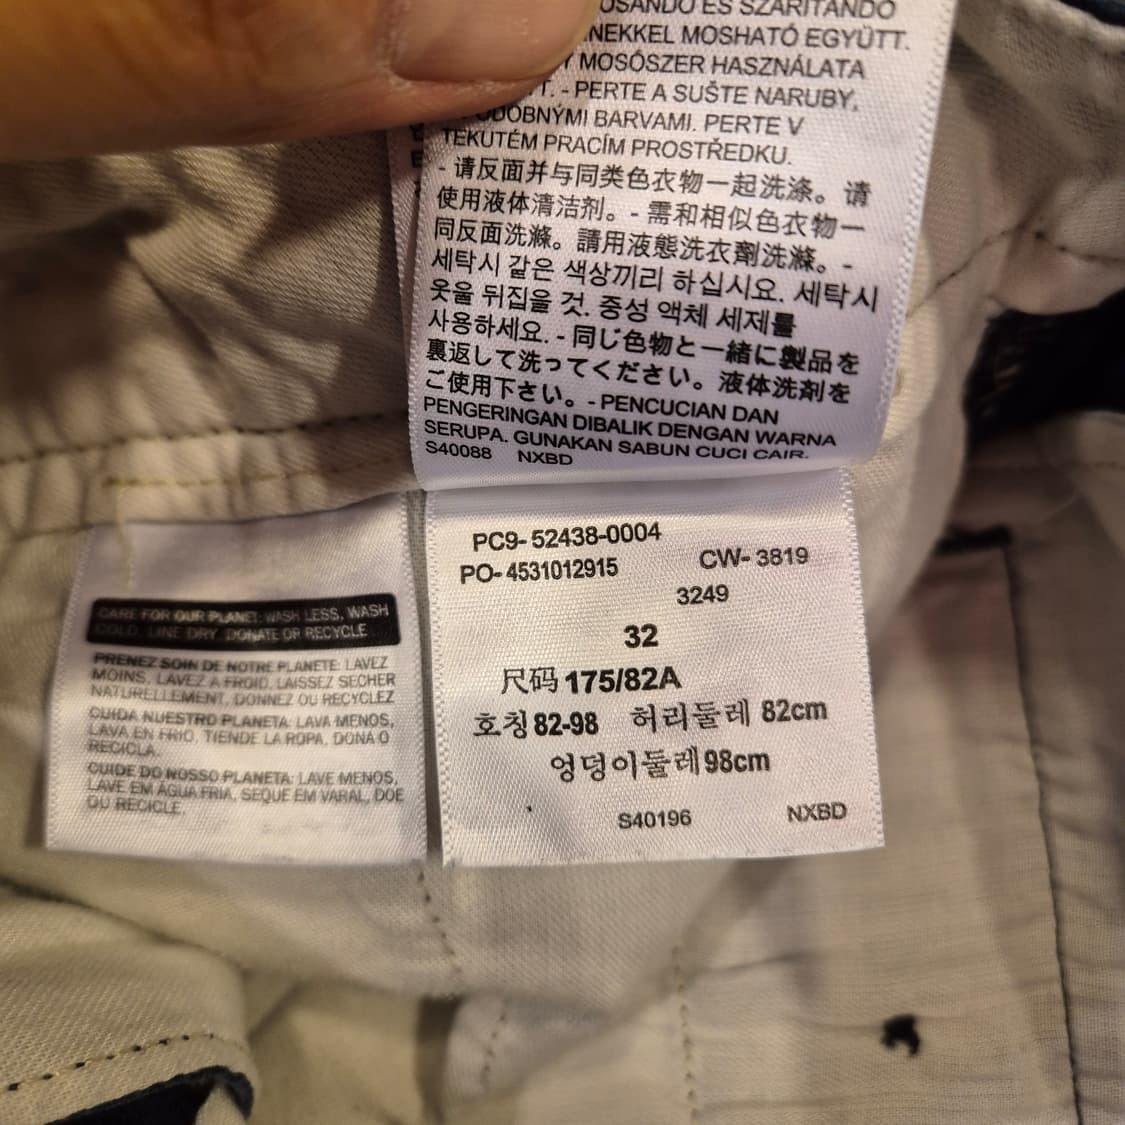 OSANDO ÉS SZÁRÍTANDÓ
NEKKEL MOSHATÓ EGYÜTT.
MOSÓSZER HASZNÁLATA
T. - PERTE A SUŠTE NARUBY,
DOBNÝMI BARVAMI. PERTE V
TEKUTÉM PRACÍM PROSTŘEDKU.
- 请反面并与同类色衣物一起洗涤。请
使用液体清洁剂。- 需和相似色衣物一
同反面洗滌。請用液態洗衣劑洗滌。-
세탁시 같은 색상끼리 하십시요. 세탁시
옷을 뒤집을 것. 중성 액체 세제를
사용하세요. - 同じ色物と一緒に製品を
裏返して洗ってください。液体洗剤を
ご使用下さい。- PENCUCIAN DAN
PENGERINGAN DIBALIK DENGAN WARNA
SERUPA. GUNAKAN SABUN CUCI CAIR.
S40088 NXBD
CARE FOR OUR PLANET: WASH LESS, WASH
COLD, LINE DRY, DONATE OR RECYCLE
PRENEZ SOIN DE NOTRE PLANÈTE: LAVEZ
MOINS, LAVEZ A FROID, LAISSEZ SECHER
NATURELLEMENT, DONNEZ OU RECYCLEZ
CUIDA NUESTRO PLANETA: LAVA MENOS,
LAVA EN FRÍO, TIENDE LA ROPA, DONA O
RECICLA.
CUIDE DO NOSSO PLANETA: LAVE MENOS,
LAVE EM ÁGUA FRIA, SEQUE EM VARAL, DOE
OU RECICLE.
PC9- 52438-0004
PO- 4531012915 CW- 3819
3249
32
尺码 175/82A
호칭 82-98 허리둘레 82cm
엉덩이둘레 98cm
S40196 NXBD